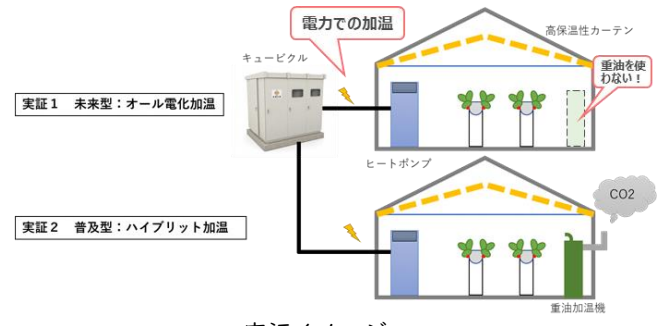 電力での加温
高保温性カーテン
キュービクル
重油を使
わない!
実証1 未来型:オール電化加温
ヒートポンプ
CO2
実証2 普及型:ハイブリット加温
重油加温機